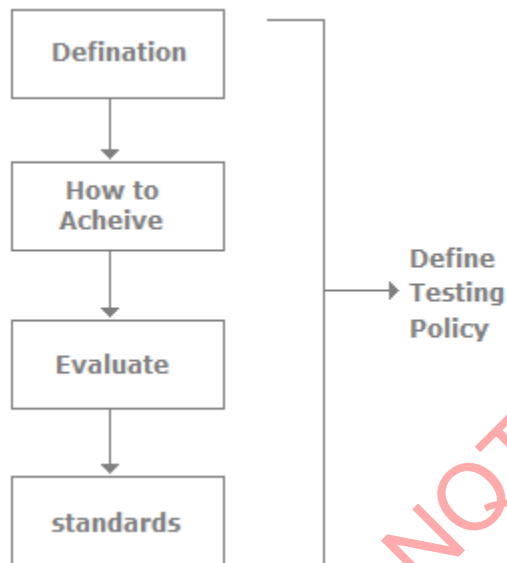 Defination
How to
Acheive
Evaluate
standards
Define
Testing
Policy